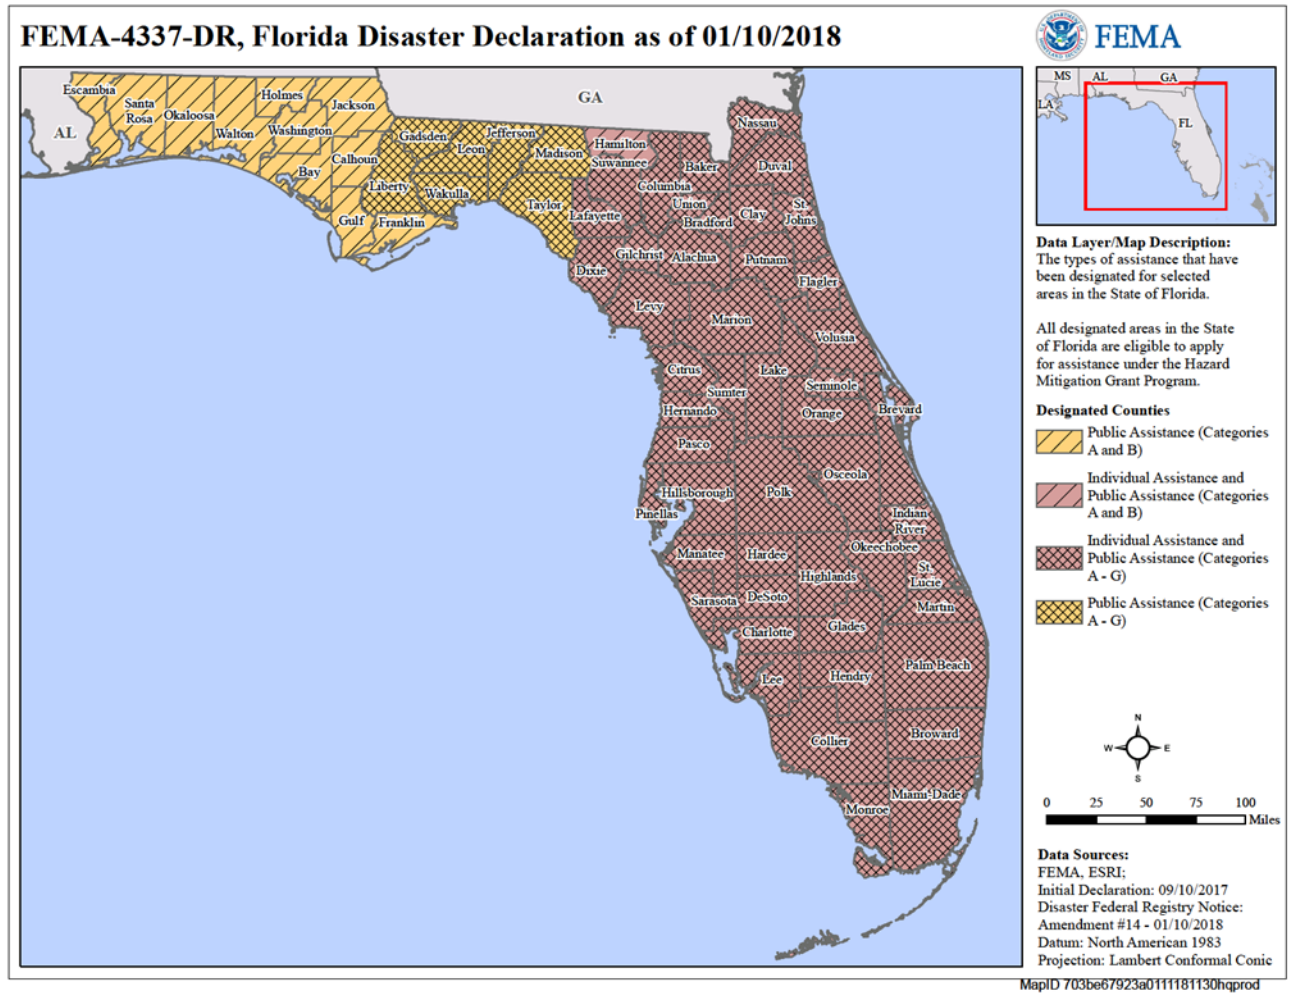 FEMA-4337-DR, Florida Disaster Declaration as of 01/10/2018
FEMA
GA
AL
Escambia
Santa
Rosa
Okaloosa
Walton
Holmes
Washington
Jackson
Bay
Calhoun
Gulf
Franklin
Gadsden
Liberty
Leon
Wakulla
Jefferson
Madison
Taylor
Hamilton
Suwannee
Lafayette
Columbia
Baker
Nassau
Duval
Union
Bradford
Clay
St.
Johns
Dixie
Gilchrist
Alachua
Putnam
Flagler
Levy
Marion
Volusia
Citrus
Sumter
Lake
Seminole
Hernando
Orange
Brevard
Pasco
Osceola
Hillsborough
Polk
Pinellas
Indian
River
Manatee
Hardee
Okeechobee
Highlands
St.
Lucie
Sarasota
DeSoto
Martin
Charlotte
Glades
Lee
Hendry
Palm Beach
Collier
Broward
Monroe
Miami-Dade
MS
AL
GA
LA
FL
Data Layer/Map Description:
The types of assistance that have
been designated for selected
areas in the State of Florida.
All designated areas in the State
of Florida are eligible to apply
for assistance under the Hazard
Mitigation Grant Program.
Designated Counties
Public Assistance (Categories
A and B)
Individual Assistance and
Public Assistance (Categories
A and B)
Individual Assistance and
Public Assistance (Categories
A - G)
Public Assistance (Categories
A - G)
N
W E
S
0 25 50 75 100
Miles
Data Sources:
FEMA, ESRI;
Initial Declaration: 09/10/2017
Disaster Federal Registry Notice:
Amendment #14 - 01/10/2018
Datum: North American 1983
Projection: Lambert Conformal Conic
MapID 703be67923a0111181130hqprod